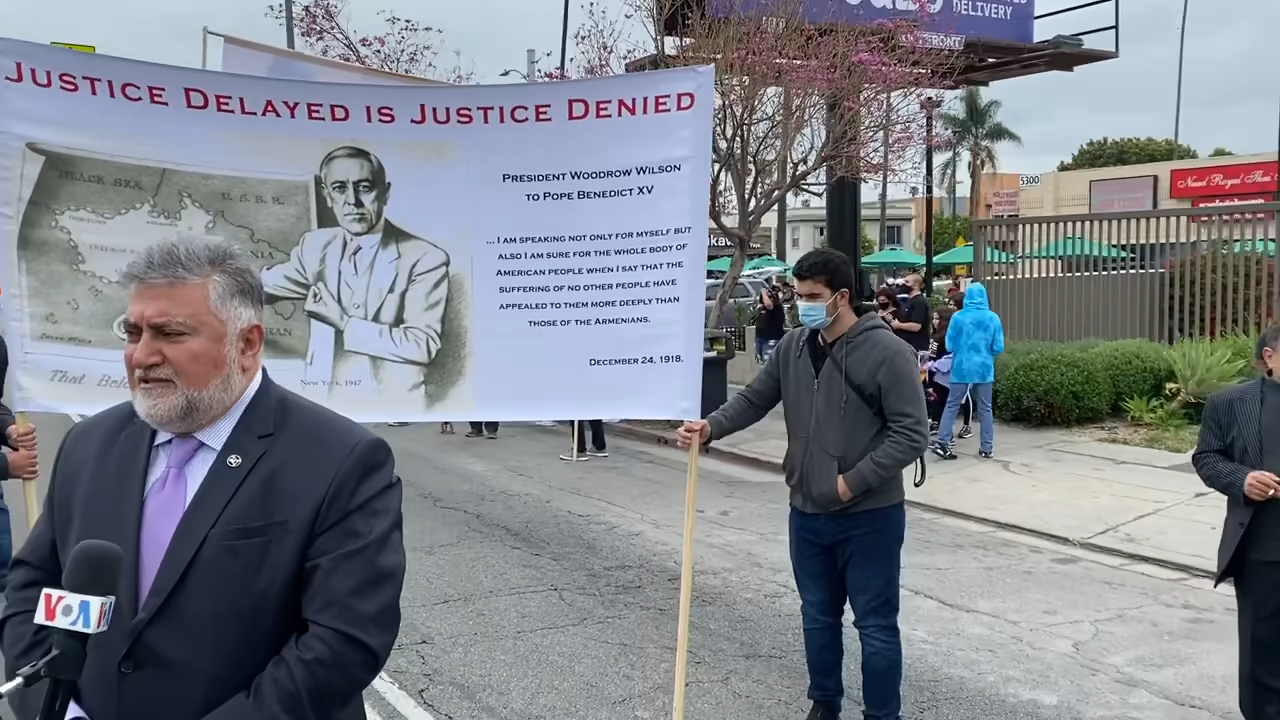 DELIVERY
JUSTICE DELAYED IS JUSTICE DENIED
BLACK SEA
U.S.S.R.
PRESIDENT WOODROW WILSON
TO POPE BENEDICT XV
... I AM SPEAKING NOT ONLY FOR MYSELF BUT
ALSO I AM SURE FOR THE WHOLE BODY OF
AMERICAN PEOPLE WHEN I SAY THAT THE
SUFFERING OF NO OTHER PEOPLE HAVE
APPEALED TO THEM MORE DEEPLY THAN
THOSE OF THE ARMENIANS.
DECEMBER 24, 1918.
That
New York, 1947
5300
Royal Thai
VOA